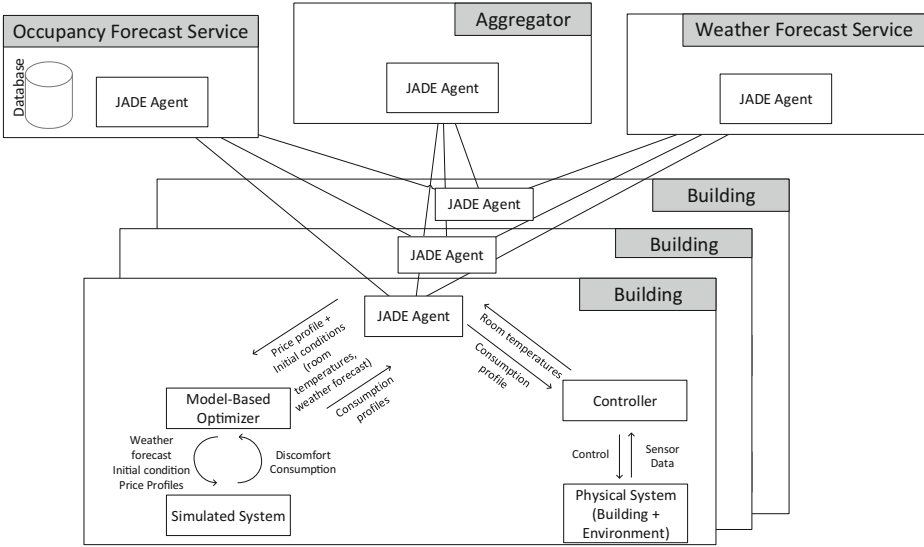 Occupancy Forecast Service
Aggregator
Weather Forecast Service
Database
JADE Agent
JADE Agent
JADE Agent
JADE Agent
Building
JADE Agent
Building
JADE Agent
Building
Price profile +
Initial conditions
(room
temperatures,
weather forecast)
Consumption
profiles
Room temperatures
Consumption
profile
Model-Based
Optimizer
Controller
Weather
forecast
Initial condition
Price Profiles
Discomfort
Consumption
Control
Sensor
Data
Simulated System
Physical System
(Building +
Environment)